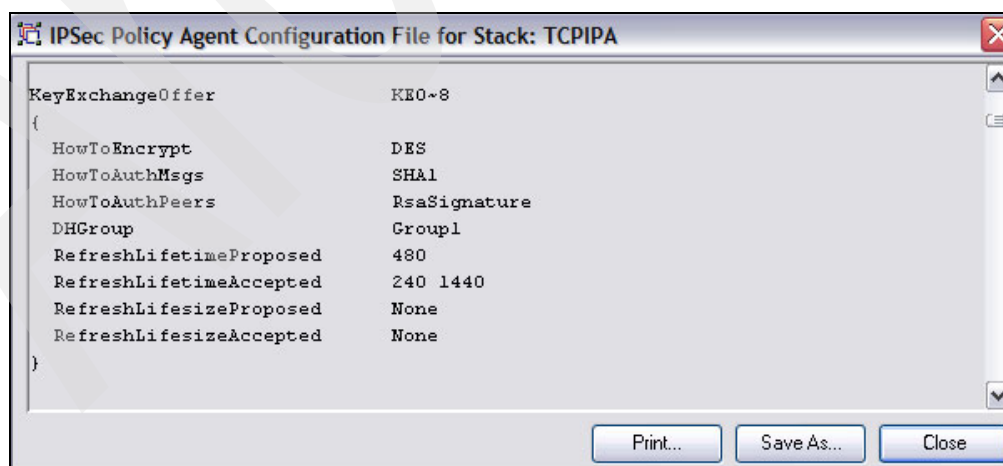 IPSec Policy Agent Configuration File for Stack: TCPIPA
KeyExchangeOffer KEO~8
{
HowToEncrypt DES
HowToAuthMsgs SHA1
HowToAuthPeers RsaSignature
DHGroup Group1
RefreshLifetimeProposed 480
RefreshLifetimeAccepted 240 1440
RefreshLifesizeProposed None
RefreshLifesizeAccepted None
}
Print... Save As... Close